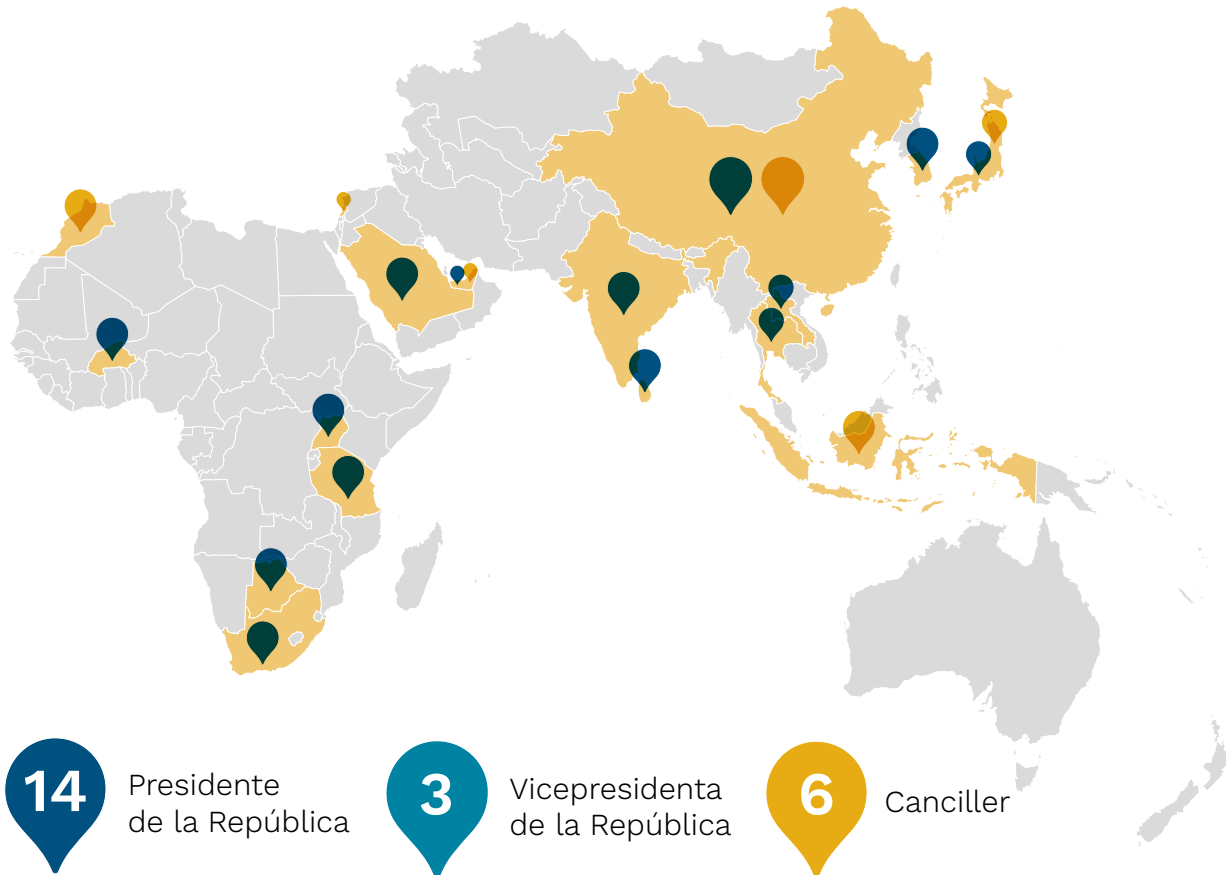 14
Presidente
de la República
3
Vicepresidenta
de la República
6
Canciller